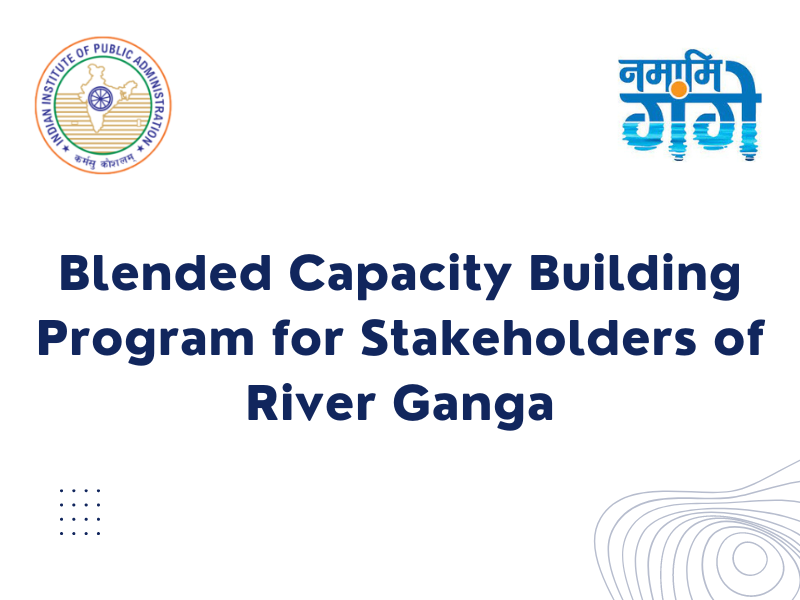 INDIAN INSTITUTE OF PUBLIC ADMINISTRATION
कर्मसु कौशलम्
नमामि
गंगे
Blended Capacity Building
Program for Stakeholders of
River Ganga